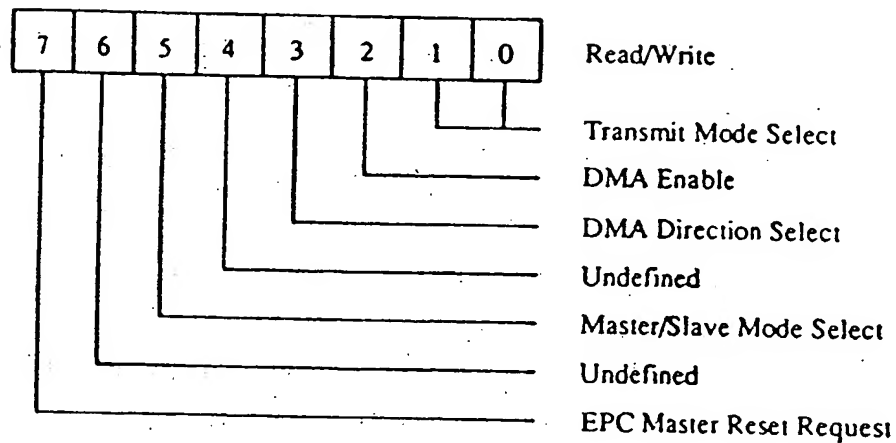 7 6 5 4 3 2 1 0 Read/Write
Transmit Mode Select
DMA Enable
DMA Direction Select
Undefined
Master/Slave Mode Select
Undefined
EPC Master Reset Request